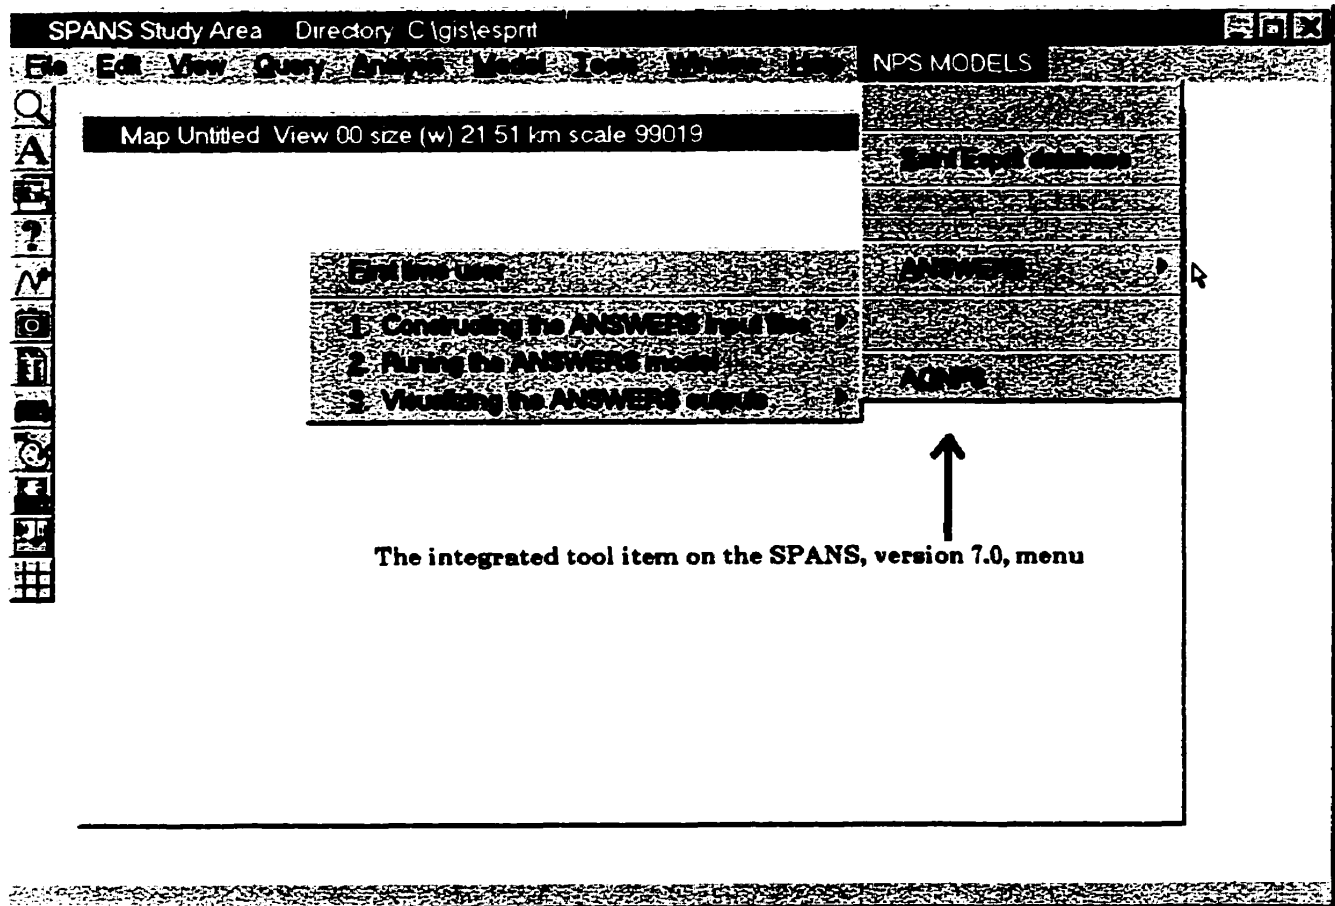 SPANS Study Area Directory C \gis\esprit
File Edit View Query Analysis Model Tools Window Help NPS MODELS
Map Untitled View 00 size (w) 21 51 km scale 99019
Saint Esprit database
First time user
ANSWERS
1 Constructing the ANSWERS input files
2 Runing the ANSWERS model
3 Visualizing the ANSWERS outputs
AGNPS
The integrated tool item on the SPANS, version 7.0, menu